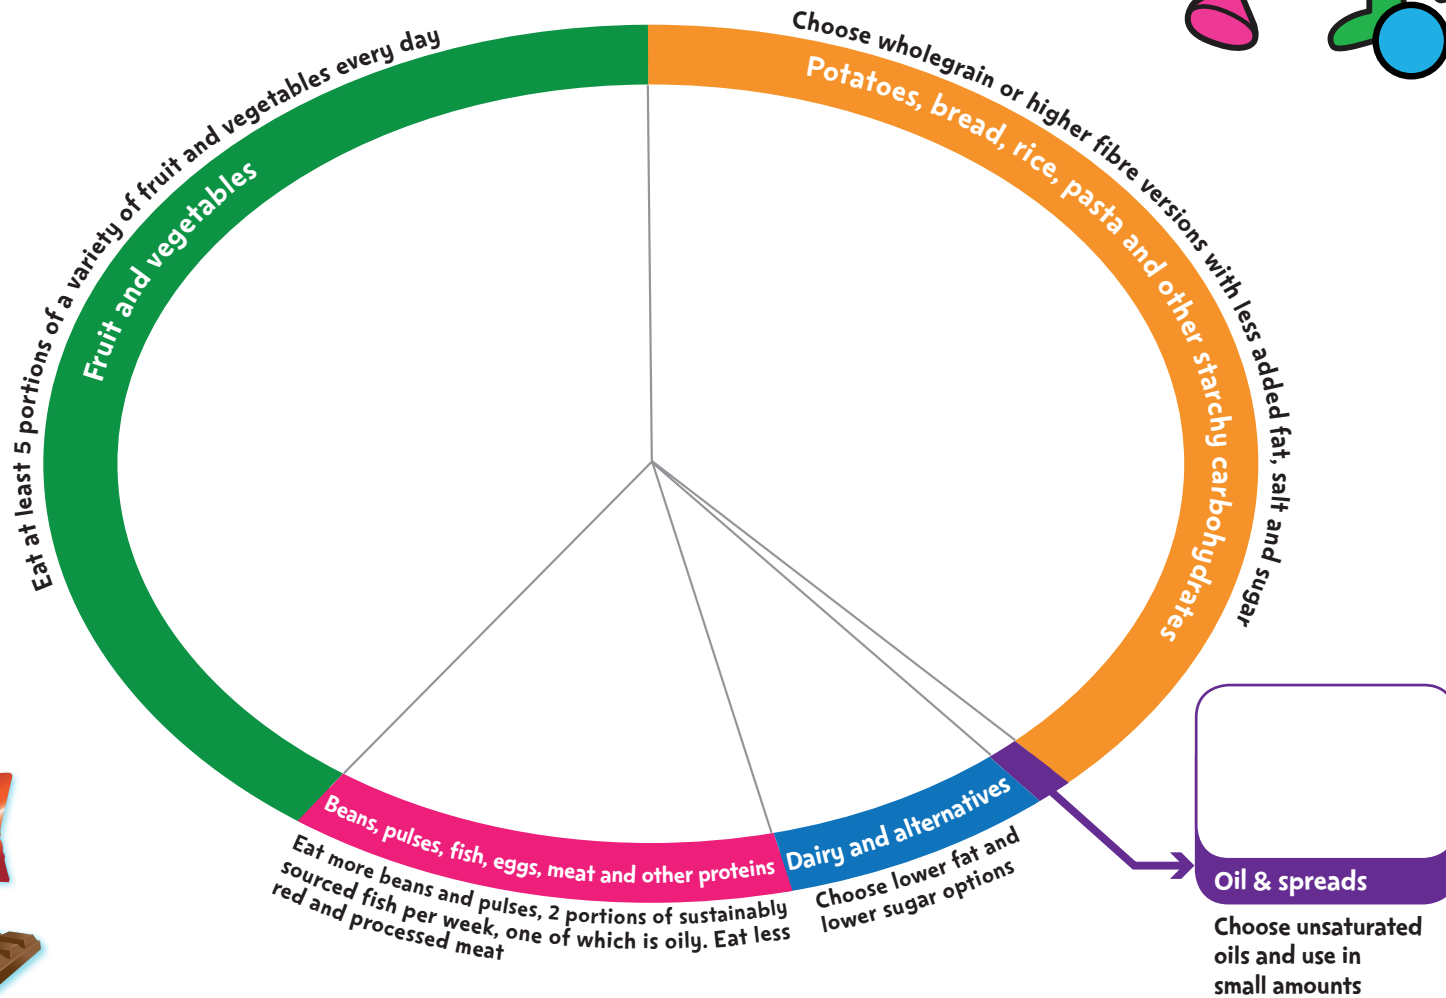 Eat at least 5 portions of a variety of fruit and vegetables every day
Fruit and vegetables
Choose wholegrain or higher fibre versions with less added fat, salt and sugar
Potatoes, bread, rice, pasta and other starchy carbohydrates
Beans, pulses, fish, eggs, meat and other proteins
Eat more beans and pulses, 2 portions of sustainably
sourced fish per week, one of which is oily. Eat less
red and processed meat
Dairy and alternatives
Choose lower fat and
lower sugar options
Oil & spreads
Choose unsaturated
oils and use in
small amounts